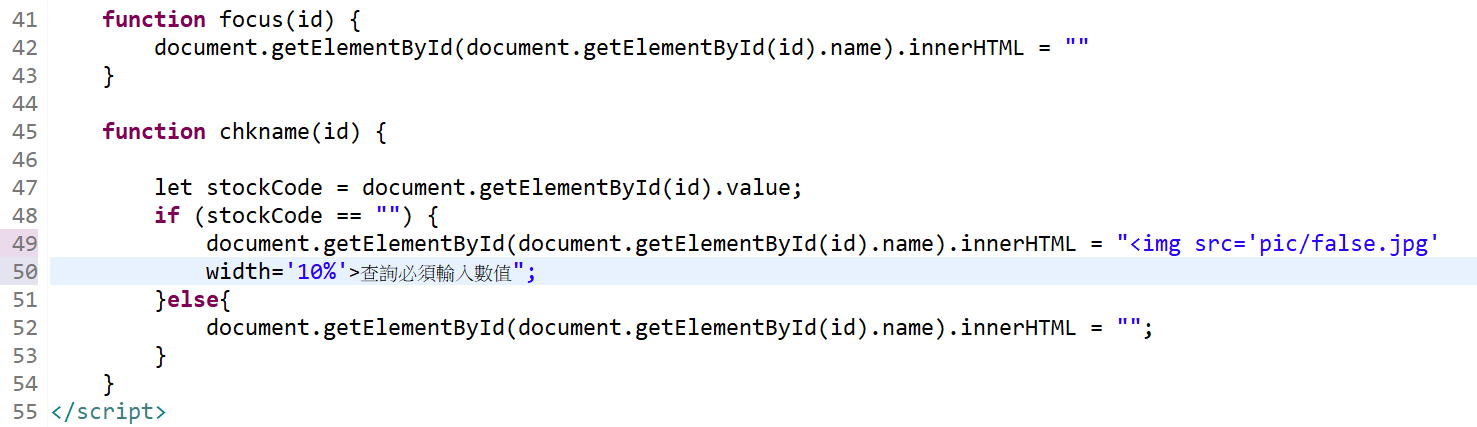 41 function focus(id) {
42 document.getElementById(document.getElementById(id).name).innerHTML = ""
43 }
44
45 function chkname(id) {
46
47 let stockCode = document.getElementById(id).value;
48 if (stockCode == "") {
49 document.getElementById(document.getElementById(id).name).innerHTML = "<img src='pic/false.jpg'
50 width='10%'>查詢必須輸入數值";
51 }else{
52 document.getElementById(document.getElementById(id).name).innerHTML = "";
53 }
54 }
55 </script>